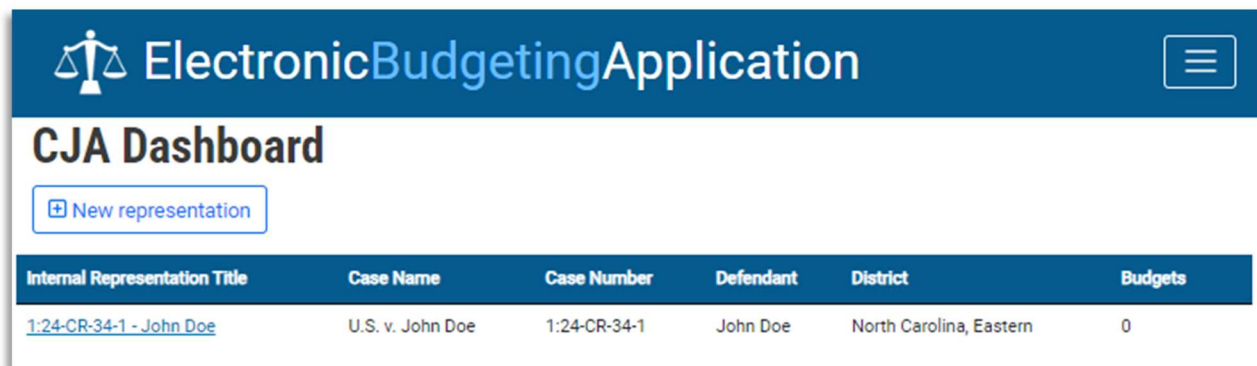 ElectronicBudgetingApplication
CJA Dashboard
New representation
Internal Representation Title Case Name Case Number Defendant District Budgets
1:24-CR-34-1 - John Doe U.S. v. John Doe 1:24-CR-34-1 John Doe North Carolina, Eastern 0